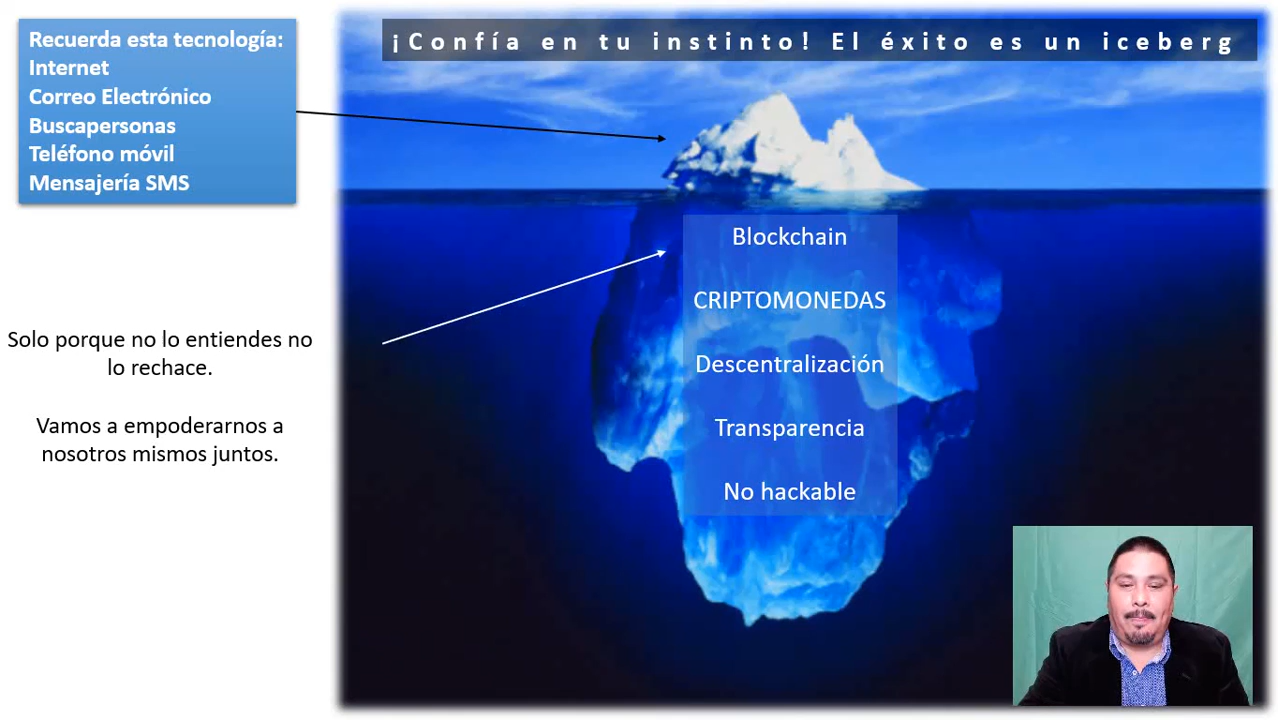 Recuerda esta tecnología:
Internet
Correo Electrónico
Buscapersonas
Teléfono móvil
Mensajería SMS
¡Confía en tu instinto! El éxito es un iceberg
Blockchain
CRIPTOMONEDAS
Descentralización
Transparencia
No hackable
Solo porque no lo entiendes no
lo rechace.
Vamos a empoderarnos a
nosotros mismos juntos.